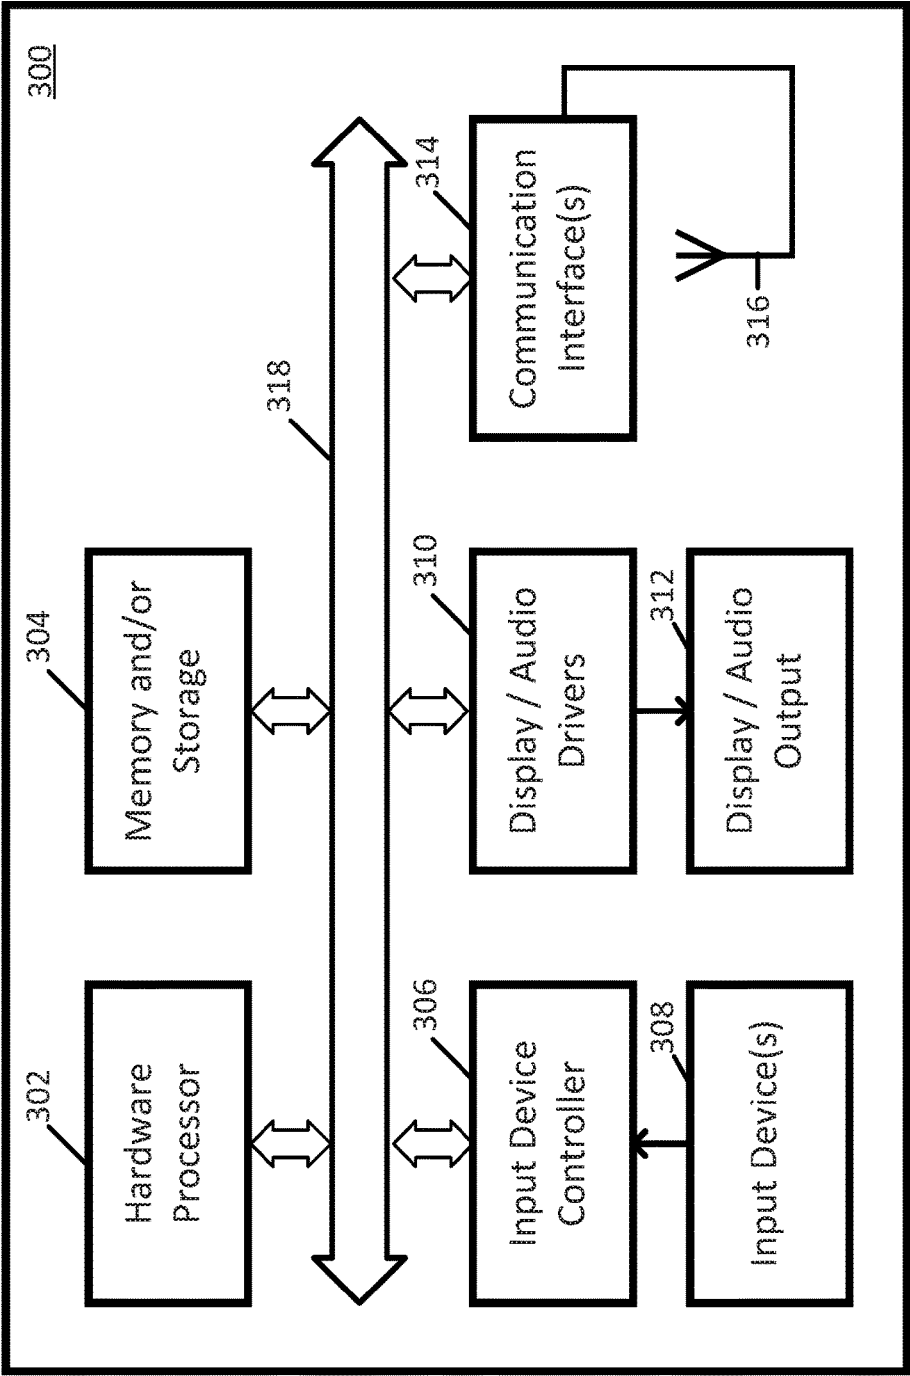 300
302
Hardware
Processor
304
Memory and/or
Storage
318
306
Input Device
Controller
310
Display / Audio
Drivers
314
Communication
Interface(s)
308
Input Device(s)
312
Display / Audio
Output
316